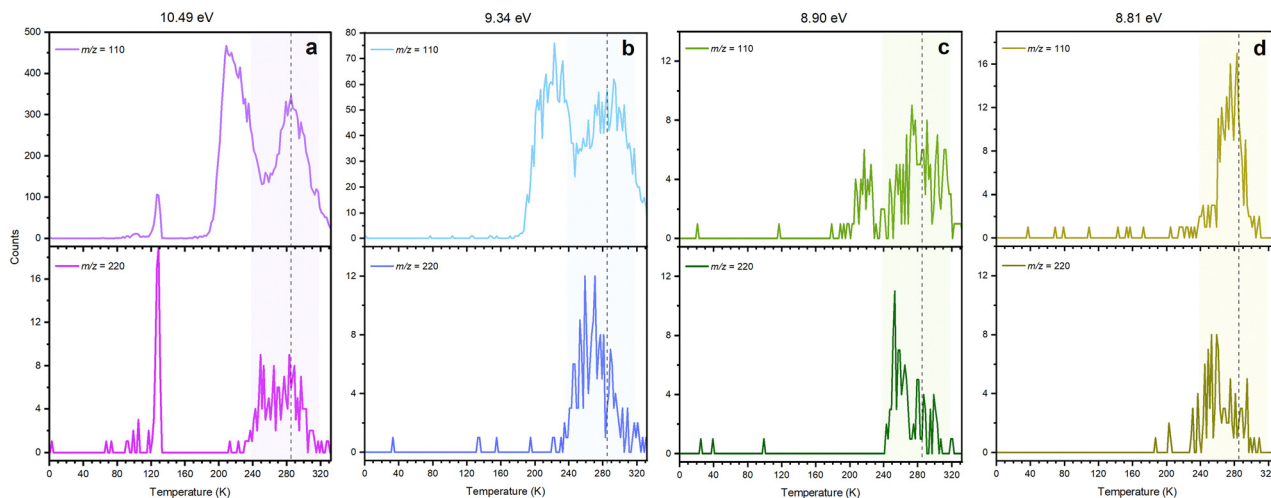 10.49 eV
9.34 eV
8.90 eV
8.81 eV
500
400
300
200
100
0
m/z = 110
a
80
70
60
50
40
30
20
10
0
m/z = 110
b
12
8
4
0
m/z = 110
c
16
12
8
4
0
m/z = 110
d
Counts
16
12
8
4
0
m/z = 220
12
8
4
0
m/z = 220
12
8
4
0
m/z = 220
12
8
4
0
m/z = 220
0 40 80 120 160 200 240 280 320
0 40 80 120 160 200 240 280 320
0 40 80 120 160 200 240 280 320
0 40 80 120 160 200 240 280 320
Temperature (K)
Temperature (K)
Temperature (K)
Temperature (K)